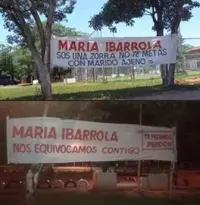 MARIA IBARROLA
SOS UNA ZORRA NO TE METAS
CON MARIDO AJENO
MARIA IBARROLA
NOS EQUIVOCAMOS CONTIGO
TE PEDIMOS
PERDON